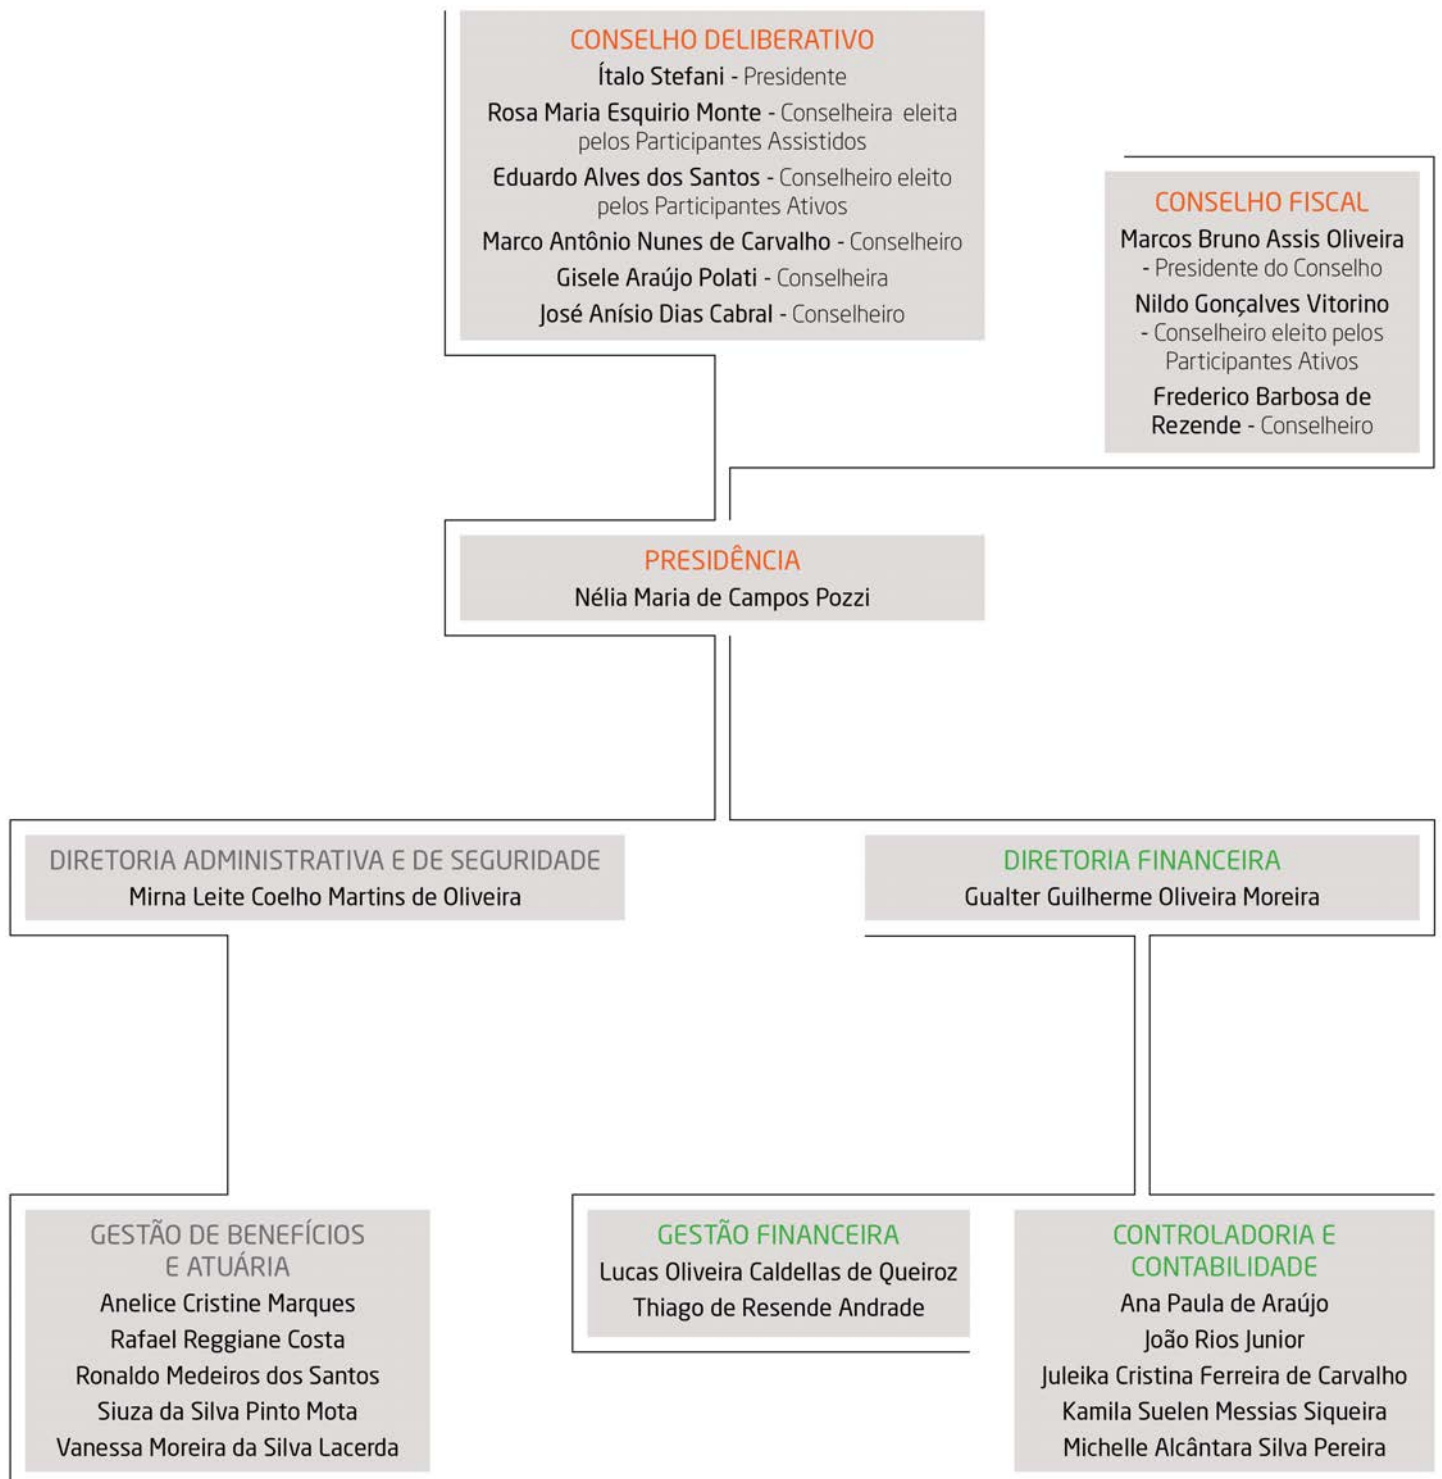 CONSELHO DELIBERATIVO
Ítalo Stefani - Presidente
Rosa Maria Esquirio Monte - Conselheira eleita
pelos Participantes Assistidos
Eduardo Alves dos Santos - Conselheiro eleito
pelos Participantes Ativos
Marco Antônio Nunes de Carvalho - Conselheiro
Gisele Araújo Polati - Conselheira
José Anísio Dias Cabral - Conselheiro
CONSELHO FISCAL
Marcos Bruno Assis Oliveira
- Presidente do Conselho
Nildo Gonçalves Vitorino
- Conselheiro eleito pelos
Participantes Ativos
Frederico Barbosa de
Rezende - Conselheiro
PRESIDÊNCIA
Nélia Maria de Campos Pozzi
DIRETORIA ADMINISTRATIVA E DE SEGURIDADE
Mirna Leite Coelho Martins de Oliveira
DIRETORIA FINANCEIRA
Gualter Guilherme Oliveira Moreira
GESTÃO DE BENEFÍCIOS
E ATUÁRIA
Anelice Cristine Marques
Rafael Reggiane Costa
Ronaldo Medeiros dos Santos
Siuza da Silva Pinto Mota
Vanessa Moreira da Silva Lacerda
GESTÃO FINANCEIRA
Lucas Oliveira Caldellas de Queiroz
Thiago de Resende Andrade
CONTROLADORIA E
CONTABILIDADE
Ana Paula de Araújo
João Rios Junior
Juleika Cristina Ferreira de Carvalho
Kamila Suelen Messias Siqueira
Michelle Alcântara Silva Pereira